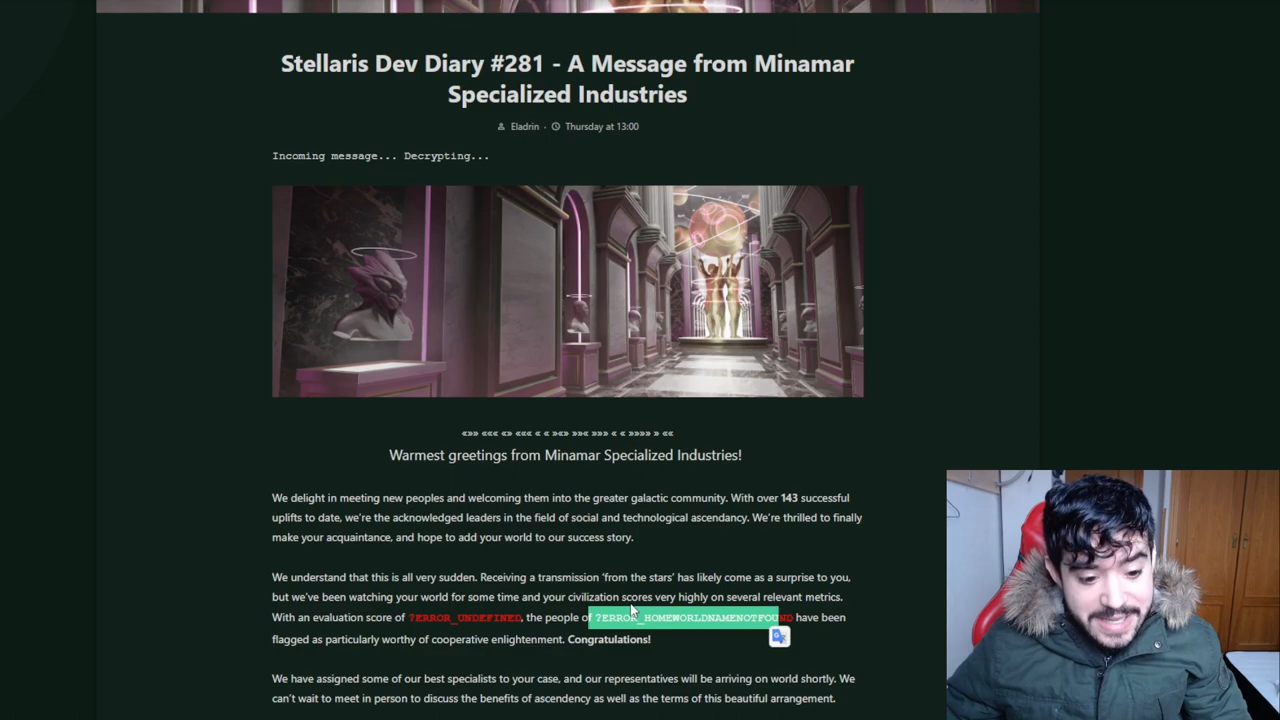 Stellaris Dev Diary #281 - A Message from Minamar
Specialized Industries
Eladrin · Thursday at 13:00
Incoming message... Decrypting...
«»» ««« «» ««« « « »«» »»« »»» « « »»»» » ««
Warmest greetings from Minamar Specialized Industries!
We delight in meeting new peoples and welcoming them into the greater galactic community. With over 143 successful
uplifts to date, we're the acknowledged leaders in the field of social and technological ascendancy. We're thrilled to finally
make your acquaintance, and hope to add your world to our success story.
We understand that this is all very sudden. Receiving a transmission 'from the stars' has likely come as a surprise to you,
but we've been watching your world for some time and your civilization scores very highly on several relevant metrics.
With an evaluation score of ?ERROR_UNDEFINED, the people of ?ERROR_HOMEWORLDNAMENOTFOUND have been
flagged as particularly worthy of cooperative enlightenment. Congratulations!
We have assigned some of our best specialists to your case, and our representatives will be arriving on world shortly. We
can't wait to meet in person to discuss the benefits of ascendency as well as the terms of this beautiful arrangement.